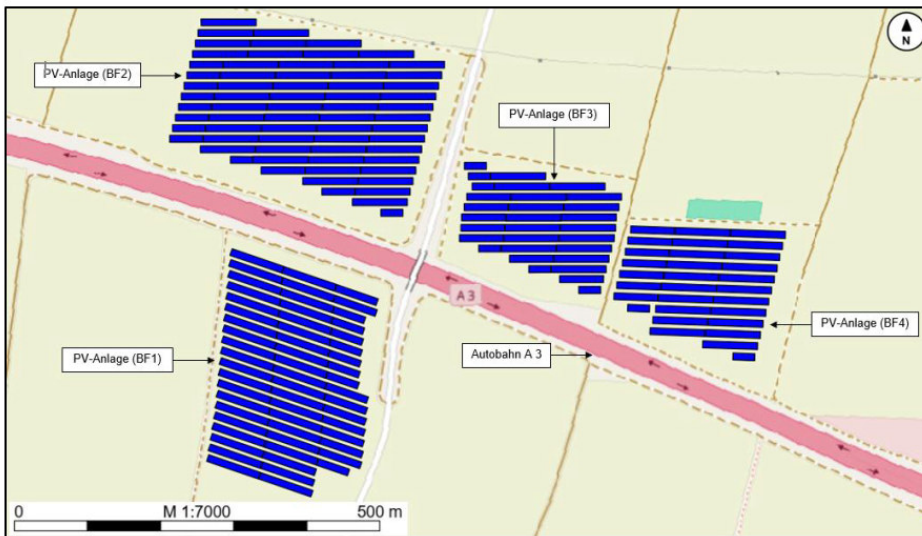 N
PV-Anlage (BF2)
PV-Anlage (BF3)
A 3
PV-Anlage (BF4)
PV-Anlage (BF1)
Autobahn A 3
0 M 1:7000 500 m